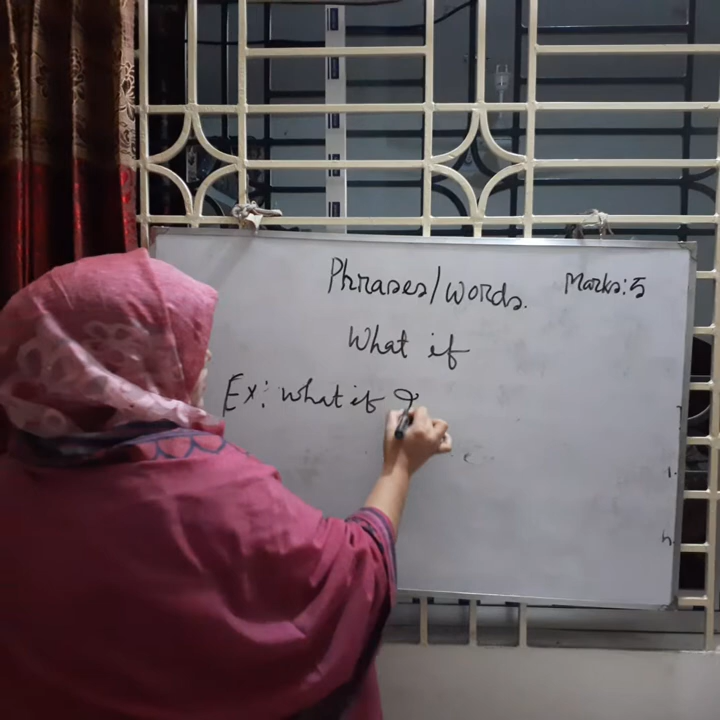 Phrases/words.
Marks: 5
What if
Ex: What if I
h.